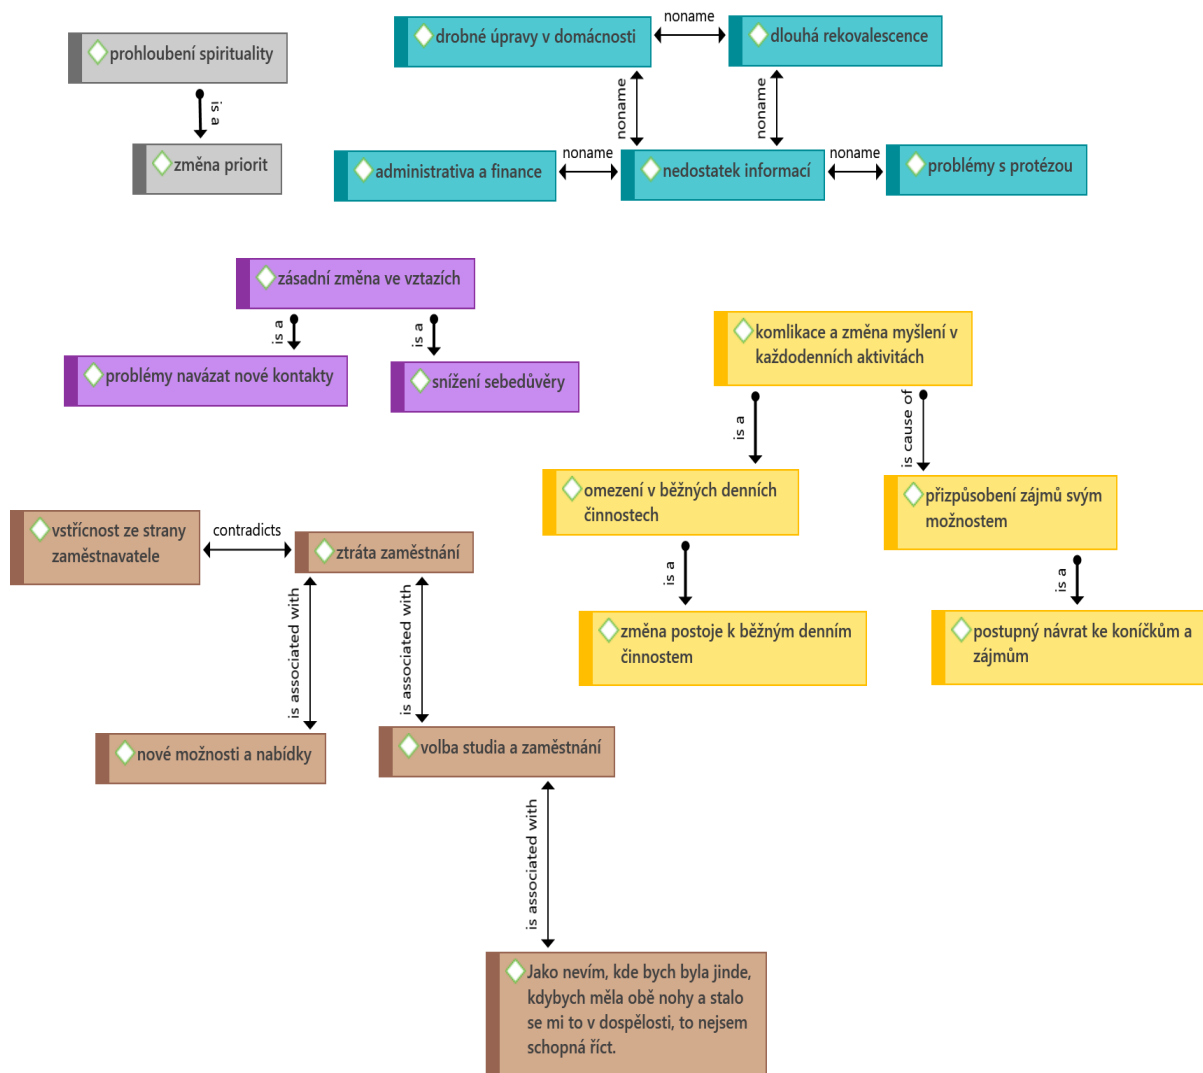 prohloubení spirituality
is a
změna priorit
drobné úpravy v domácnosti
noname
dlouhá rekovalescence
noname
noname
administrativa a finance
noname
nedostatek informací
noname
problémy s protézou
zásadní změna ve vztazích
is a
is a
problémy navázat nové kontakty
snížení sebedůvěry
komlikace a změna myšlení v
každodenních aktivitách
is a
is cause of
omezení v běžných denních
činnostech
přizpůsobení zájmů svým
možnostem
is a
is a
změna postoje k běžným denním
činnostem
postupný návrat ke koníčkům a
zájmům
vstřícnost ze strany
zaměstnavatele
contradicts
ztráta zaměstnání
is associated with
is associated with
nové možnosti a nabídky
volba studia a zaměstnání
is associated with
Jako nevím, kde bych byla jinde,
kdybych měla obě nohy a stalo
se mi to v dospělosti, to nejsem
schopná říct.